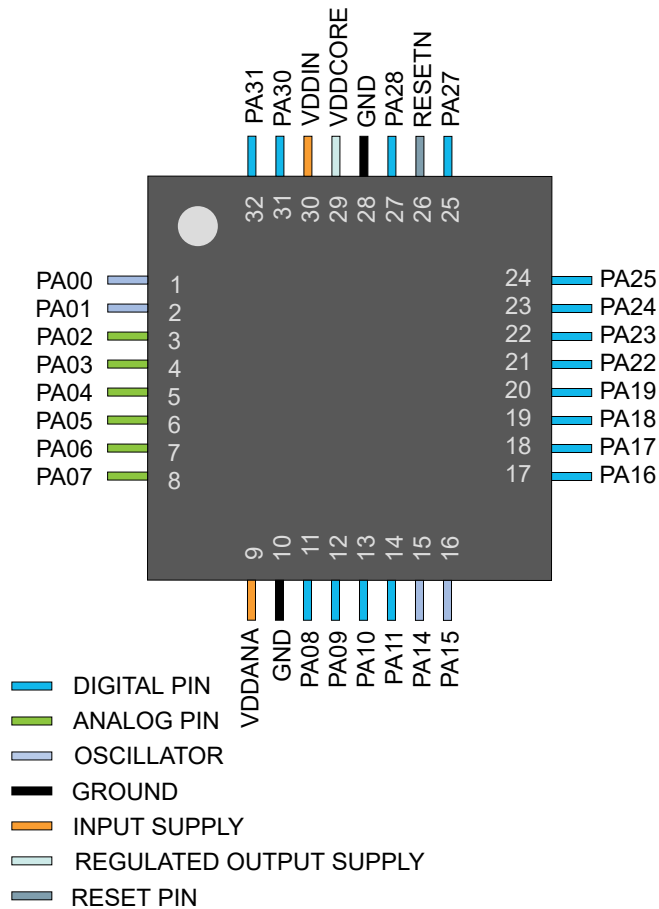 PA31
PA30
VDDIN
VDDCORE
GND
PA28
RESETN
PA27
32
31
30
29
28
27
26
25
PA00 1
PA01 2
PA02 3
PA03 4
PA04 5
PA05 6
PA06 7
PA07 8
24 PA25
23 PA24
22 PA23
21 PA22
20 PA19
19 PA18
18 PA17
17 PA16
9
10
11
12
13
14
15
16
VDDANA
GND
PA08
PA09
PA10
PA11
PA14
PA15
DIGITAL PIN
ANALOG PIN
OSCILLATOR
GROUND
INPUT SUPPLY
REGULATED OUTPUT SUPPLY
RESET PIN